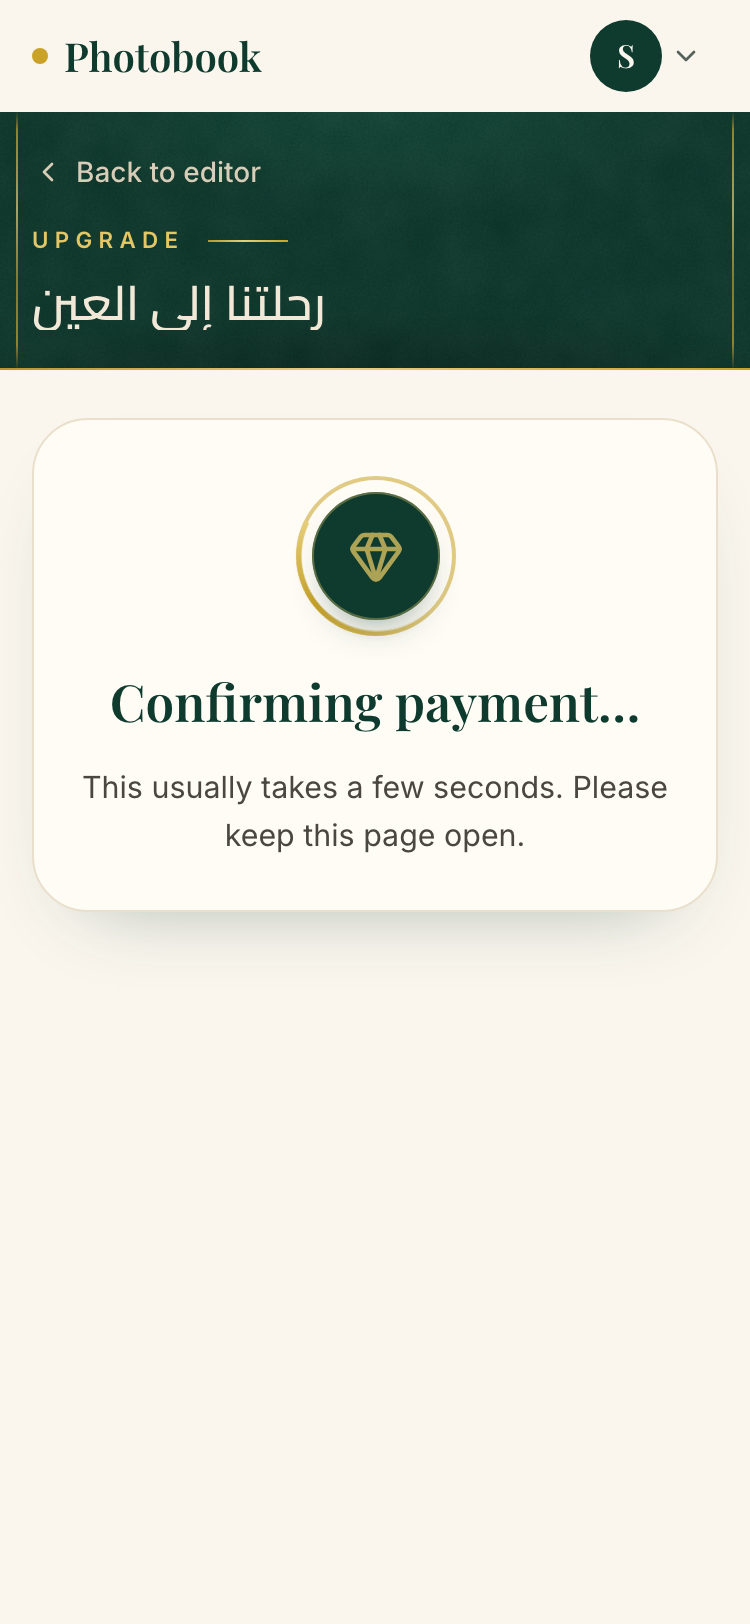 Photobook
S
Back to editor
UPGRADE
رحلتنا إلى العين
Confirming payment...
This usually takes a few seconds. Please
keep this page open.